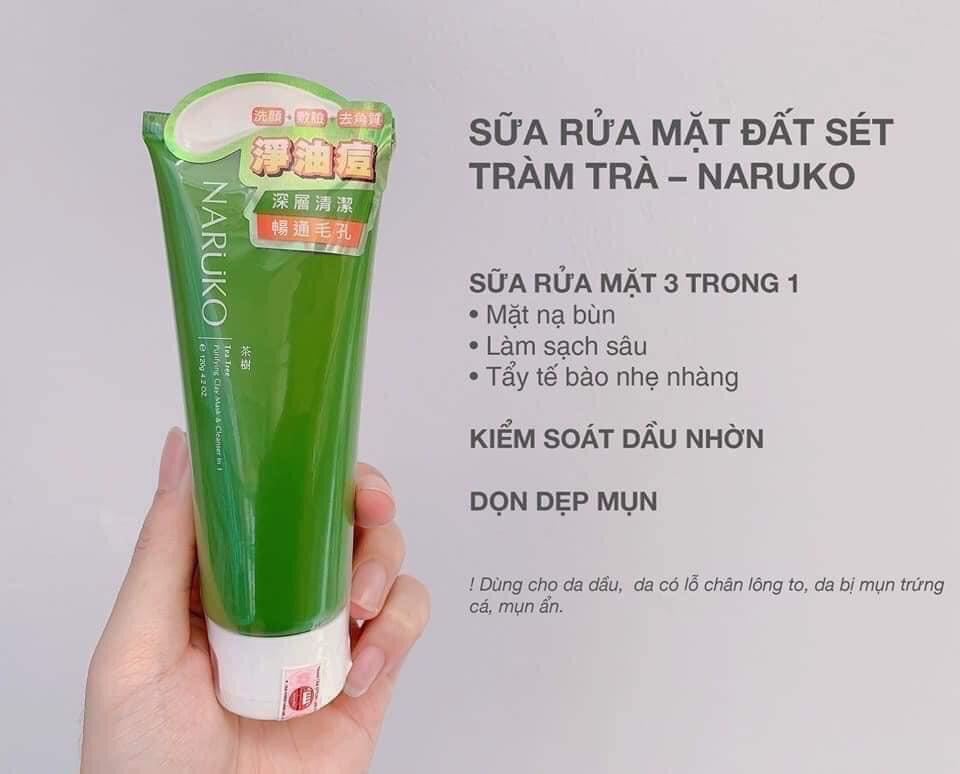 洗顏・敷臉・去角質
淨油痘
深層清潔
暢通毛孔
NARüKO
茶樹
Tea Tree
Purifying Clay Mask & Cleanser In 1
℮ 120g 4.2 OZ.
SỮA RỬA MẶT ĐẤT SÉT
TRÀM TRÀ – NARUKO
SỮA RỬA MẶT 3 TRONG 1
• Mặt nạ bùn
• Làm sạch sâu
• Tẩy tế bào nhẹ nhàng
KIỂM SOÁT DẦU NHỜN
DỌN DẸP MỤN
! Dùng cho da dầu, da có lỗ chân lông to, da bị mụn trứng
cá, mụn ẩn.